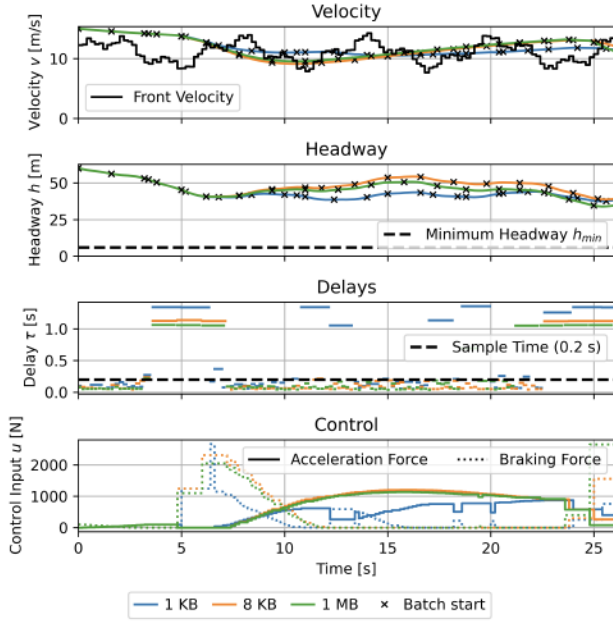 Velocity
Velocity v [m/s]
10
0
Front Velocity
Headway
Headway h [m]
50
25
0
Minimum Headway h_min
Delays
Delay τ [s]
1.0
0.5
0.0
Sample Time (0.2 s)
Control
Control Input u [N]
2000
1000
0
Acceleration Force
Braking Force
0 5 10 15 20 25
Time [s]
1 KB 8 KB 1 MB Batch start